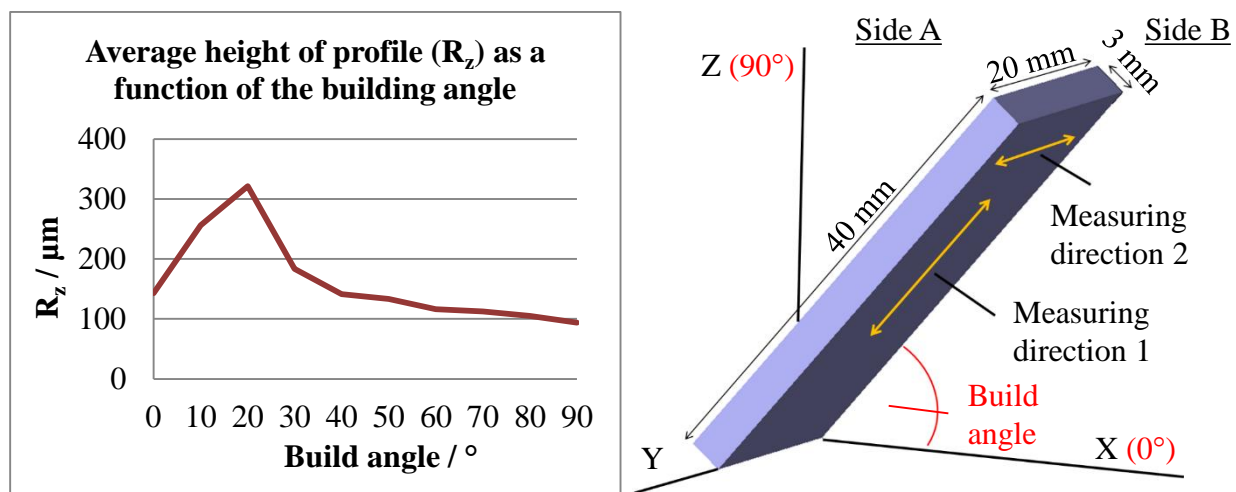 Average height of profile (Rz) as a
function of the building angle
400
300
200
100
0
Rz / µm
0 10 20 30 40 50 60 70 80 90
Build angle / °
Side A
Side B
Z (90°)
20 mm
3 mm
40 mm
Measuring
direction 2
Measuring
direction 1
Build
angle
Y
X (0°)